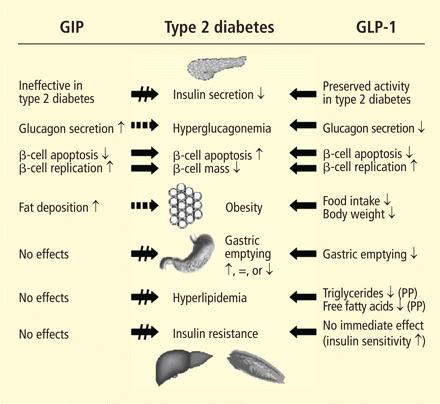 GIP Type 2 diabetes GLP-1
Ineffective in
type 2 diabetes
Insulin secretion ↓
Preserved activity
in type 2 diabetes
Glucagon secretion ↑ Hyperglucagonemia Glucagon secretion ↓
β-cell apoptosis ↓ β-cell apoptosis ↑ β-cell apoptosis ↓
β-cell replication ↑ β-cell mass ↓ β-cell replication ↑
Fat deposition ↑ Obesity
Food intake ↓
Body weight ↓
No effects
Gastric
emptying
↑, =, or ↓
Gastric emptying ↓
No effects Hyperlipidemia
Triglycerides ↓ (PP)
Free fatty acids ↓ (PP)
No effects Insulin resistance
No immediate effect
(insulin sensitivity ↑)